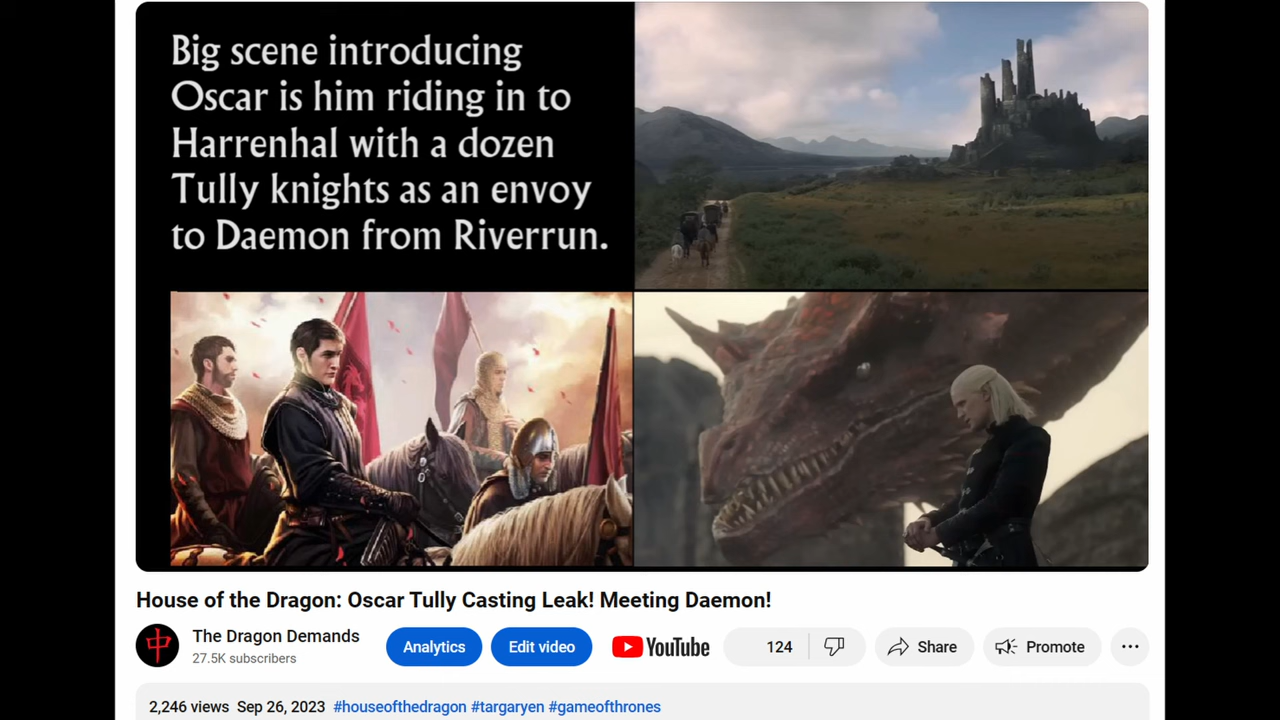 Big scene introducing
Oscar is him riding in to
Harrenhal with a dozen
Tully knights as an envoy
to Daemon from Riverrun.
House of the Dragon: Oscar Tully Casting Leak! Meeting Daemon!
中
The Dragon Demands
27.5K subscribers
Analytics
Edit video
YouTube
124
Share
Promote
2,246 views Sep 26, 2023 #houseofthedragon #targaryen #gameofthrones